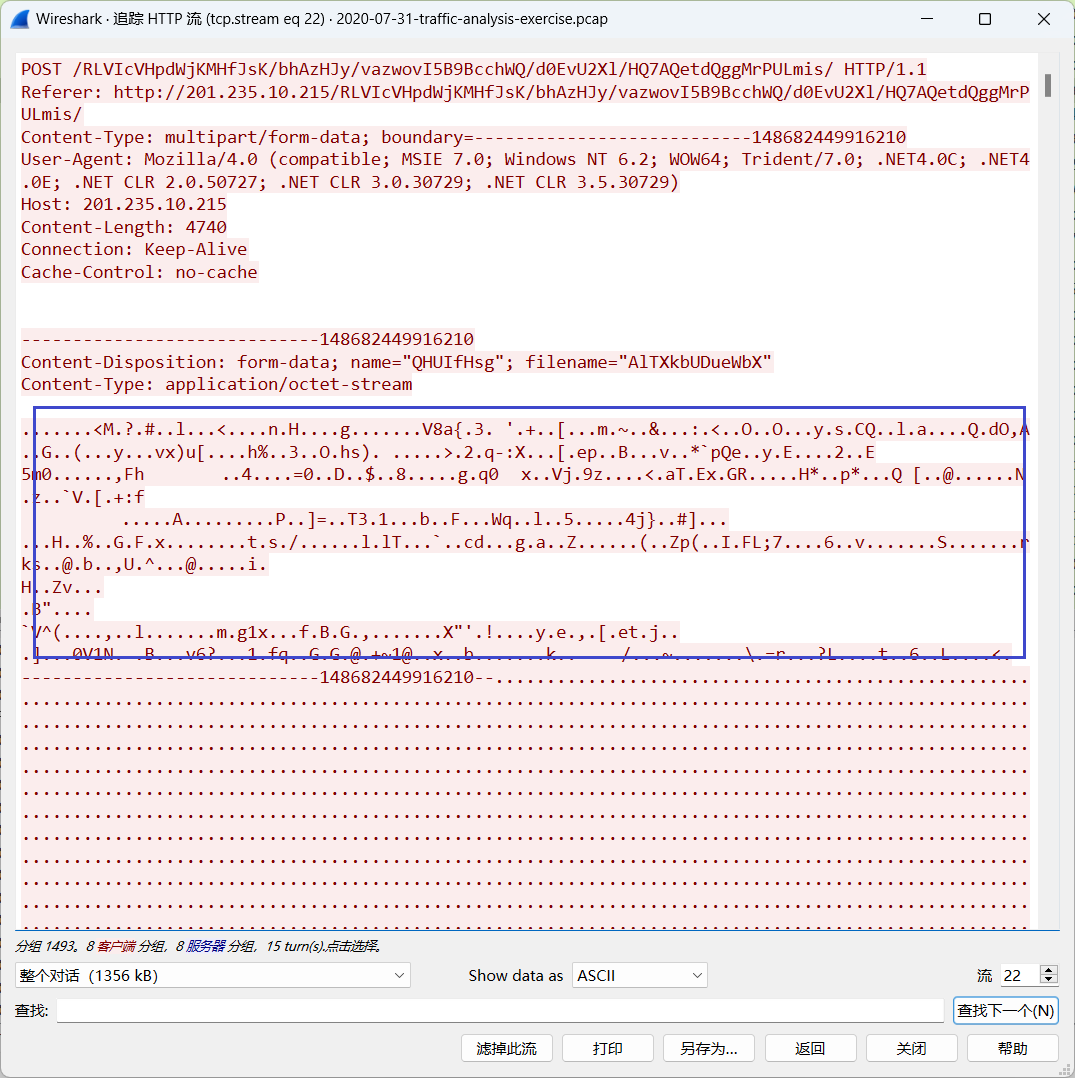 Wireshark · 追踪 HTTP 流 (tcp.stream eq 22) · 2020-07-31-traffic-analysis-exercise.pcap
POST /RLVIcVHpdWjKMHfJsK/bhAzHJy/vazwovI5B9BcchWQ/d0EvU2Xl/HQ7AQetdQggMrPULmis/ HTTP/1.1
Referer: http://201.235.10.215/RLVIcVHpdWjKMHfJsK/bhAzHJy/vazwovI5B9BcchWQ/d0EvU2Xl/HQ7AQetdQggMrP
ULmis/
Content-Type: multipart/form-data; boundary=---------------------------148682449916210
User-Agent: Mozilla/4.0 (compatible; MSIE 7.0; Windows NT 6.2; WOW64; Trident/7.0; .NET4.0C; .NET4
.0E; .NET CLR 2.0.50727; .NET CLR 3.0.30729; .NET CLR 3.5.30729)
Host: 201.235.10.215
Content-Length: 4740
Connection: Keep-Alive
Cache-Control: no-cache
-----------------------------148682449916210
Content-Disposition: form-data; name="QHUIfHsg"; filename="AlTXkbUDueWbX"
Content-Type: application/octet-stream
.......<M.?.#..l...<....n.H....g.......V8a{.3. '.+..[...m.~..&...:.<..O..O...y.s.CQ..l.a....Q.dO,A
..G..(...y...vx)u[....h%..3..O.hs). .....>.2.q-:X...[.ep..B...v..*`pQe..y.E....2..E
5m0......,Fh ..4....=0..D..$..8.....g.q0 x..Vj.9z....<.aT.Ex.GR.....H*..p*...Q [..@......N
.z..`V.[.+:f
.....A.........P..]=..T3.1...b..F...Wq..l..5.....4j}..#]...
...H..%..G.F.x........t.s./......l.lT...`..cd...g.a..Z......(..Zp(..I.FL;7....6..v.......S.......r
ks..@.b..,U.^...@.....i.
H..Zv...
.B"....
`V^(....,..l.......m.g1x...f.B.G.,.......X"'.!....y.e.,.[.et.j..
-----------------------------148682449916210--....................................................
分组 1493。8 客户端 分组，8 服务器 分组，15 turn(s).点击选择。
整个对话 (1356 kB) Show data as ASCII 流 22
查找: 查找下一个(N)
滤掉此流 打印 另存为... 返回 关闭 帮助